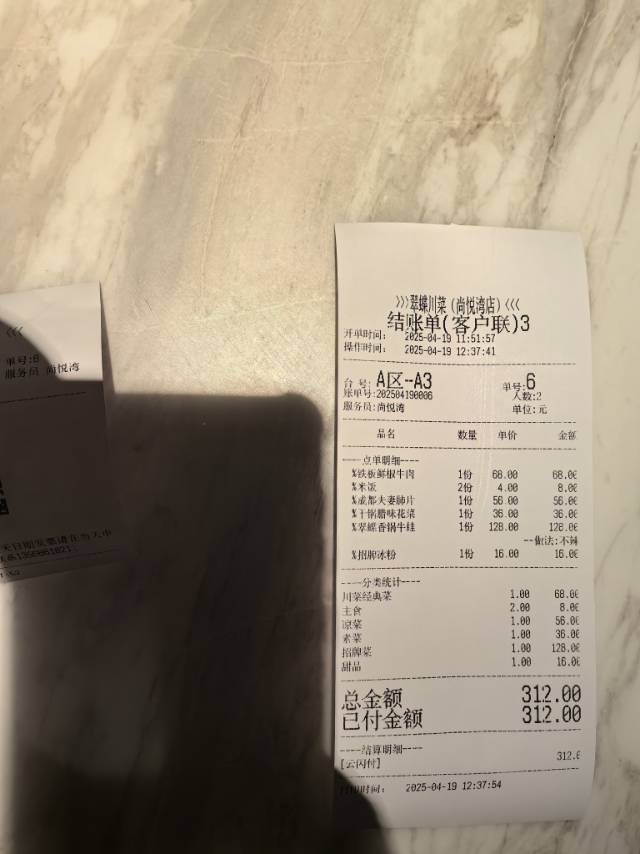 <<<
单号:6
服务员 尚悦湾
>>>翠蝶川菜(尚悦湾店)<<<
结账单(客户联)3
开单时间: 2025-04-19 11:51:57
操作时间: 2025-04-19 12:37:41
台 号: A区-A3 单号:6
账单号:202504190006 人数:2
服务员:尚悦湾 单位:元
品名 数量 单价 金额
----点单明细----
%铁板鲜椒牛肉 1份 68.00 68.00
%米饭 2份 4.00 8.00
%成都夫妻肺片 1份 56.00 56.00
%干锅腊味花菜 1份 36.00 36.00
%翠蝶香锅牛蛙 1份 128.00 128.00
--做法:不辣
%招牌冰粉 1份 16.00 16.00
----分类统计----
川菜经典菜 1.00 68.00
主食 2.00 8.00
凉菜 1.00 56.00
素菜 1.00 36.00
招牌菜 1.00 128.00
甜品 1.00 16.00
总金额 312.00
已付金额 312.00
----结算明细----
[云闪付] 312.0
时间: 2025-04-19 12:37:54